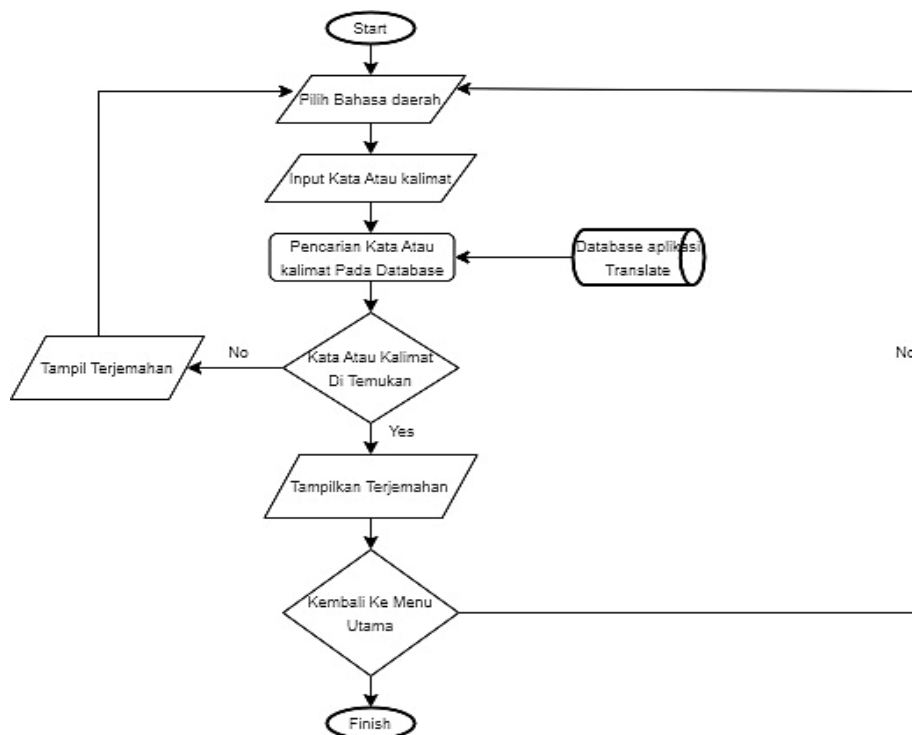 Start
Pilih Bahasa daerah
Input Kata Atau kalimat
Pencarian Kata Atau
kalimat Pada Database
Database aplikasi
Translate
Kata Atau Kalimat
Di Temukan
No
Tampil Terjemahan
No
Yes
Tampilkan Terjemahan
Kembali Ke Menu
Utama
Finish